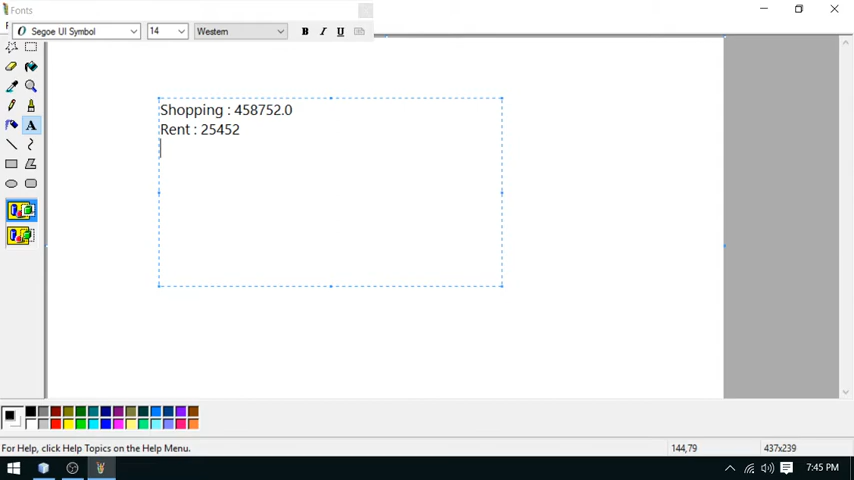 Fonts
Segoe UI Symbol
14
Western
B I U
A
Shopping : 458752.0
Rent : 25452
For Help, click Help Topics on the Help Menu.
144,79
437x239
7:45 PM